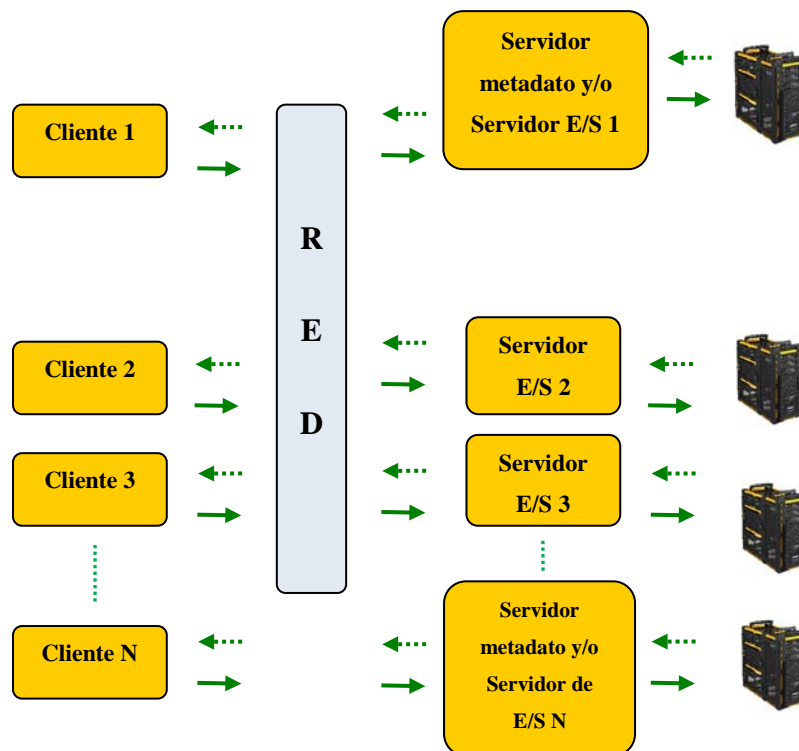 Servidor
metadato y/o
Servidor E/S 1
Cliente 1
R
E
D
Cliente 2
Servidor
E/S 2
Cliente 3
Servidor
E/S 3
Cliente N
Servidor
metadato y/o
Servidor de
E/S N